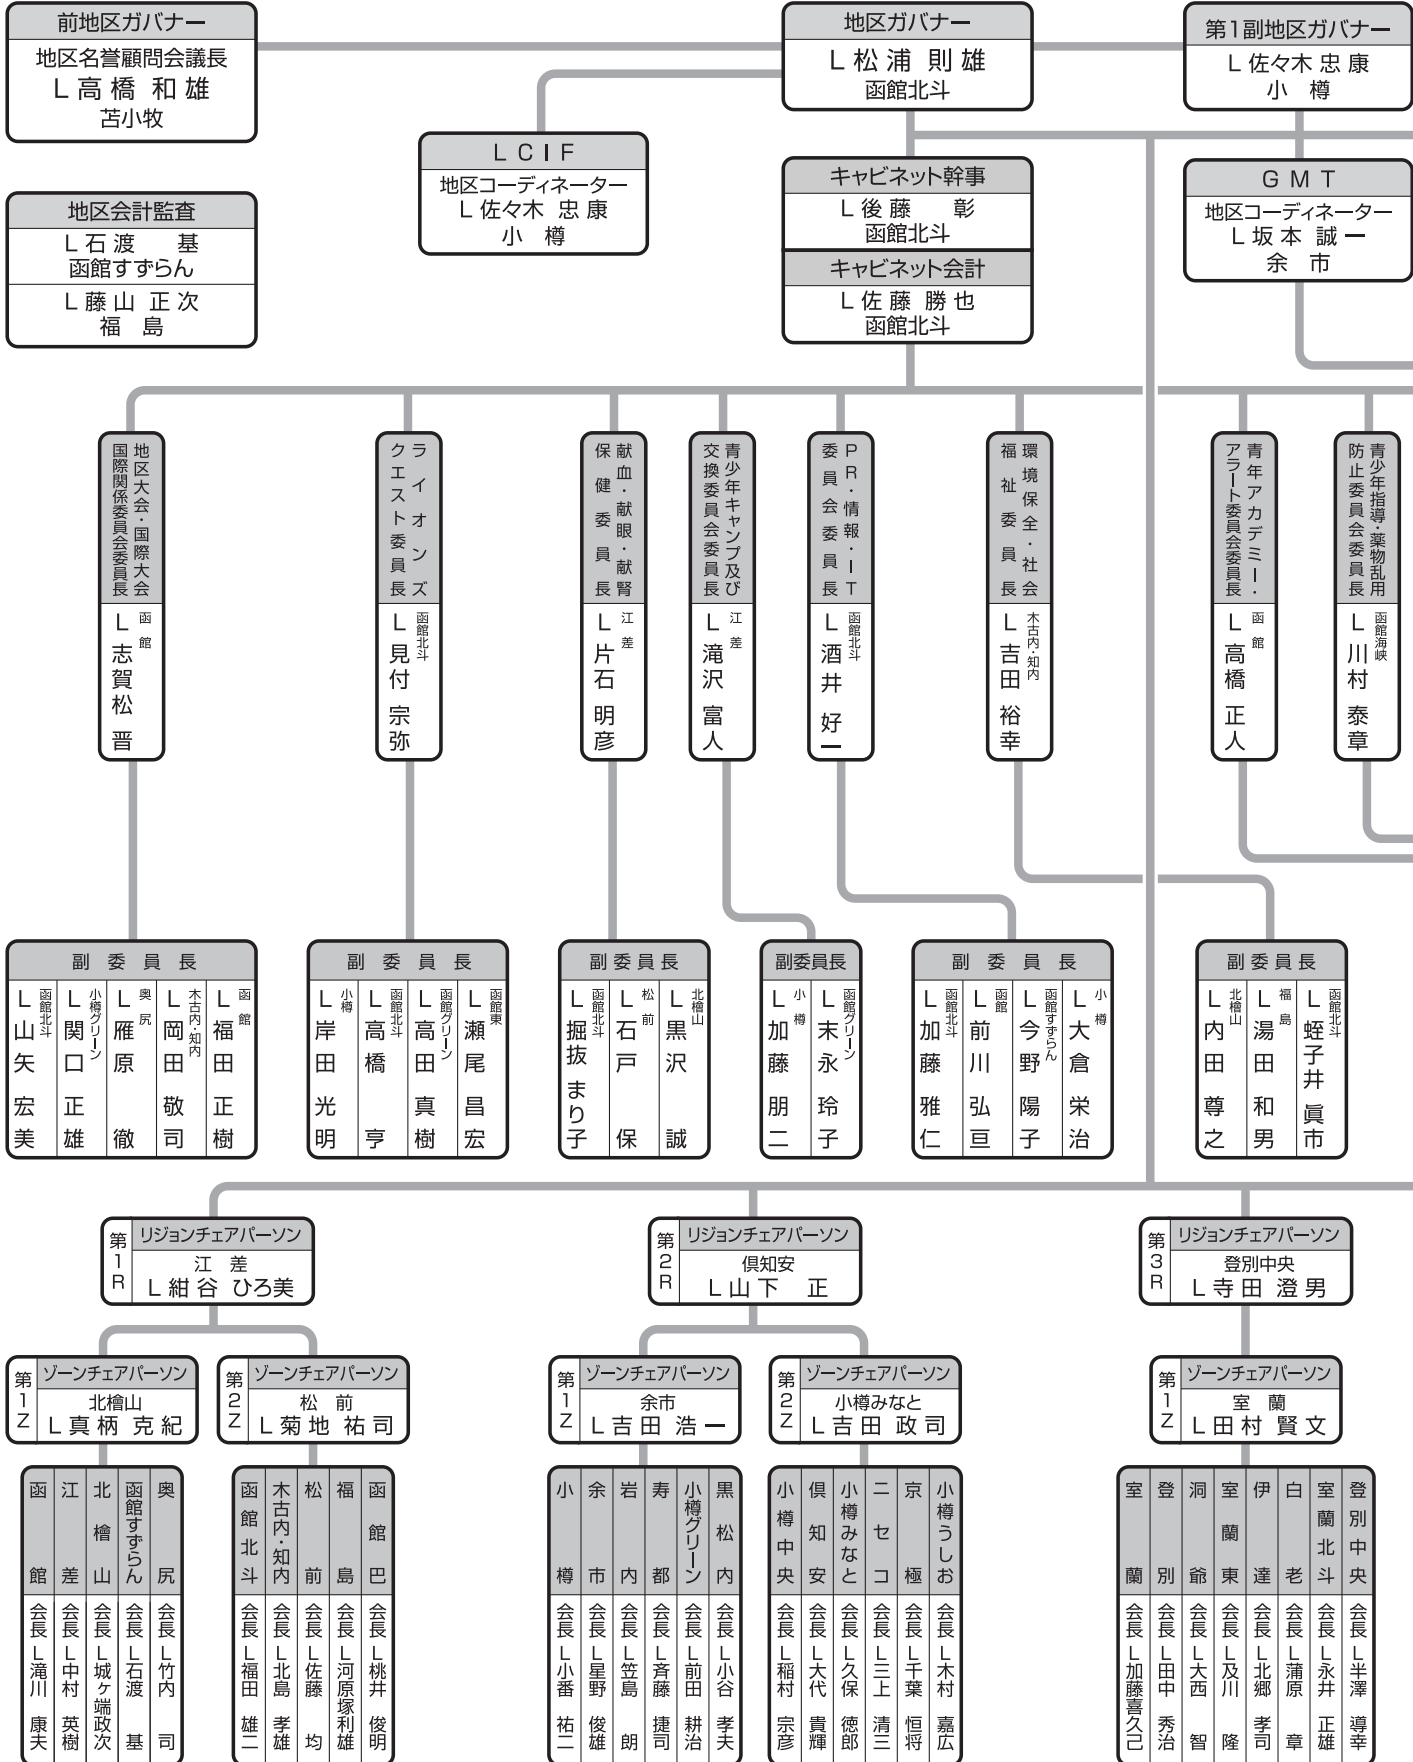 前地区ガバナー
地区名誉顧問会議長
L 高橋 和雄
苫小牧
地区ガバナー
L 松浦 則雄
函館北斗
第1副地区ガバナー
L 佐々木 忠康
小 樽
LCIF
地区コーディネーター
L 佐々木 忠康
小 樽
キャビネット幹事
L 後藤 彰
函館北斗
キャビネット会計
L 佐藤 勝也
函館北斗
GMT
地区コーディネーター
L 坂本 誠一
余 市
地区会計監査
L 石渡 基
函館すずらん
L 藤山 正次
福 島
地区大会・国際大会
国際関係委員会委員長
函 館
L 志賀松 晋
ライオンズ
クエスト委員長
函館北斗
L 見付 宗弥
献血・献眼・献腎
保健委員長
江 差
L 片石 明彦
青少年キャンプ及び
交換委員会委員長
江 差
L 滝沢 富人
PR・情報・IT
委員会委員長
函館北斗
L 酒井 好一
環境保全・社会
福祉委員長
木古内・知内
L 吉田 裕幸
青年アカデミー・
アラート委員会委員長
函 館
L 高橋 正人
青少年指導・薬物乱用
防止委員会委員長
函館海峡
L 川村 泰章
副委員長
函館北斗
L 山矢 宏美
小樽グリーン
L 関口 正雄
奥 尻
L 雁原 徹
木古内・知内
L 岡田 敬司
函 館
L 福田 正樹
副委員長
小樽
L 岸田 光明
函館北斗
L 高橋 亨
函館グリーン
L 高田 真樹
函館東
L 瀬尾 昌宏
副委員長
函館北斗
L 掘抜 まり子
松 前
L 石戸 保
北檜山
L 黒沢 誠
副委員長
小 樽
L 加藤 朋二
函館グリーン
L 末永 玲子
副委員長
函館北斗
L 加藤 雅仁
函館
L 前川 弘亘
函館すずらん
L 今野 陽子
小 樽
L 大倉 栄治
副委員長
北檜山
L 内田 尊之
福 島
L 湯田 和男
函館北斗
L 蛭子井 眞市
第1R
リジョンチェアパーソン
江 差
L 紺谷 ひろ美
第2R
リジョンチェアパーソン
倶知安
L 山下 正
第3R
リジョンチェアパーソン
登別中央
L 寺田 澄男
第1Z
ゾーンチェアパーソン
北檜山
L 真柄 克紀
第2Z
ゾーンチェアパーソン
松 前
L 菊地 祐司
第1Z
ゾーンチェアパーソン
余市
L 吉田 浩一
第2Z
ゾーンチェアパーソン
小樽みなと
L 吉田 政司
第1Z
ゾーンチェアパーソン
室 蘭
L 田村 賢文
函館 会長 L 滝川 康夫
江差 会長 L 中村 英樹
北檜山 会長 L 城ヶ端政次
函館すずらん 会長 L 石渡 基
奥尻 会長 L 竹内 司
函館北斗 会長 L 福田 雄二
木古内・知内 会長 L 北島 孝雄
松前 会長 L 佐藤 均
福島 会長 L 河原塚利雄
函館巴 会長 L 桃井 俊明
小樽 会長 L 小番 祐二
余市 会長 L 星野 俊雄
岩内 会長 L 笠島 朗
寿都 会長 L 斉藤 捷司
小樽グリーン 会長 L 前田 耕治
黒松内 会長 L 小谷 孝夫
小樽中央 会長 L 稲村 宗彦
倶知安 会長 L 大代 貴輝
小樽みなと 会長 L 久保 徳郎
ニセコ 会長 L 三上 清三
京極 会長 L 千葉 恒将
小樽うしお 会長 L 木村 嘉広
室蘭 会長 L 加藤喜久己
登別 会長 L 田中 秀治
洞爺 会長 L 大西 智
室蘭東 会長 L 及川 隆
伊達 会長 L 北郷 孝司
白老 会長 L 蒲原 章
室蘭北斗 会長 L 永井 正雄
登別中央 会長 L 半澤 導幸